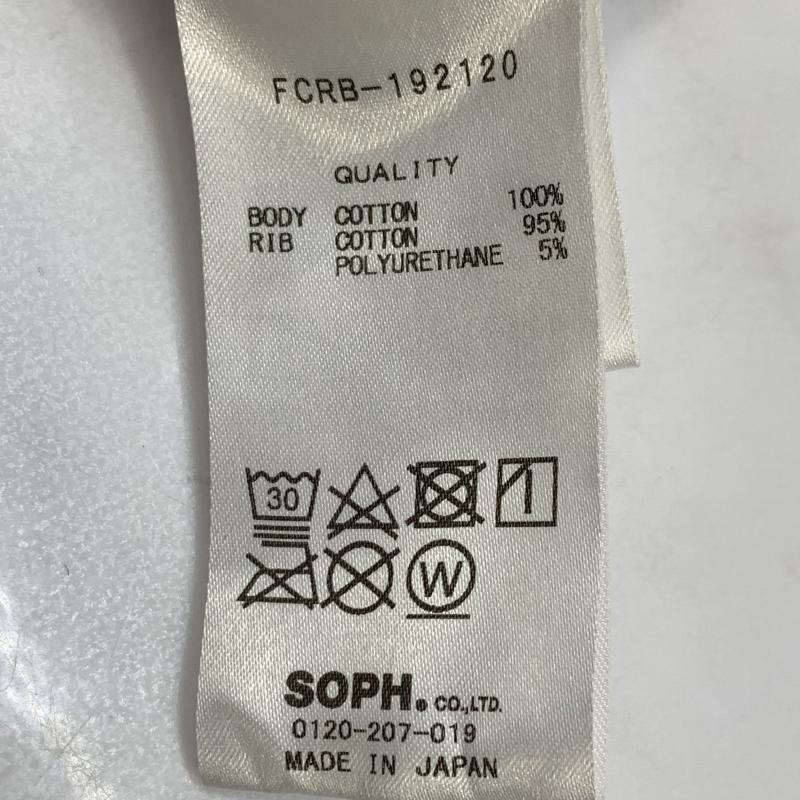 FCRB-192120
QUALITY
BODY COTTON 100%
RIB COTTON 95%
POLYURETHANE 5%
30
W
SOPH.® CO.,LTD.
0120-207-019
MADE IN JAPAN